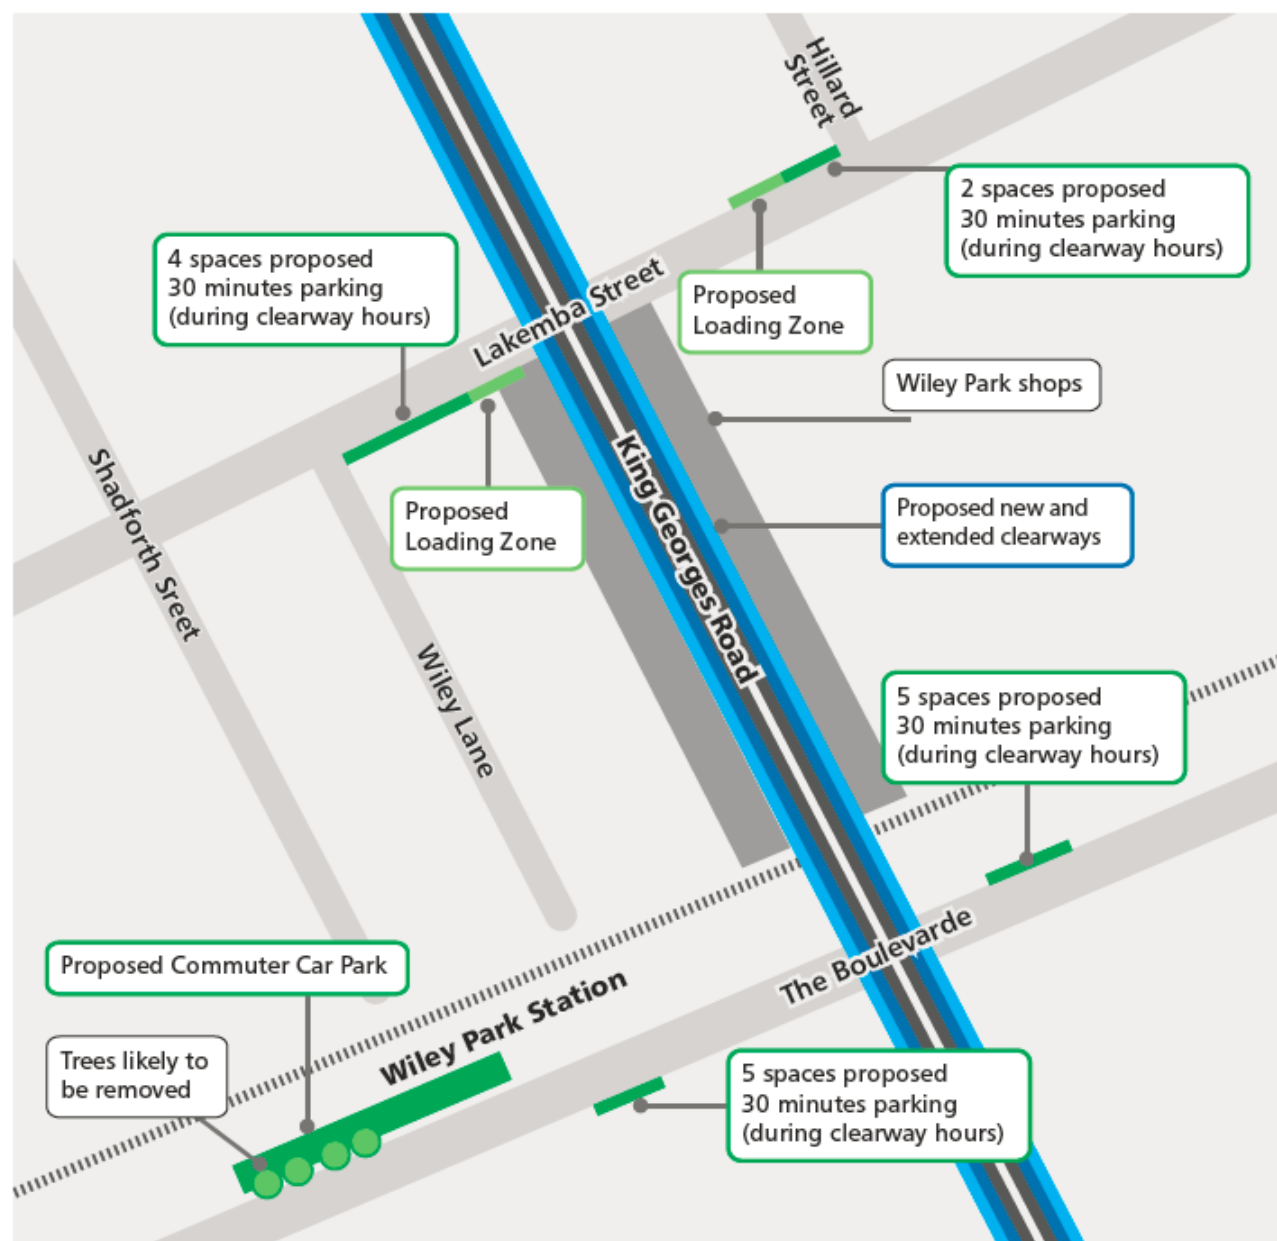 Hillard
Street
2 spaces proposed
30 minutes parking
(during clearway hours)
4 spaces proposed
30 minutes parking
(during clearway hours)
Lakemba Street
Proposed
Loading Zone
Wiley Park shops
Shadforth Sreet
Proposed
Loading Zone
King Georges Road
Proposed new and
extended clearways
Wiley Lane
5 spaces proposed
30 minutes parking
(during clearway hours)
The Boulevarde
Proposed Commuter Car Park
Wiley Park Station
Trees likely to
be removed
5 spaces proposed
30 minutes parking
(during clearway hours)